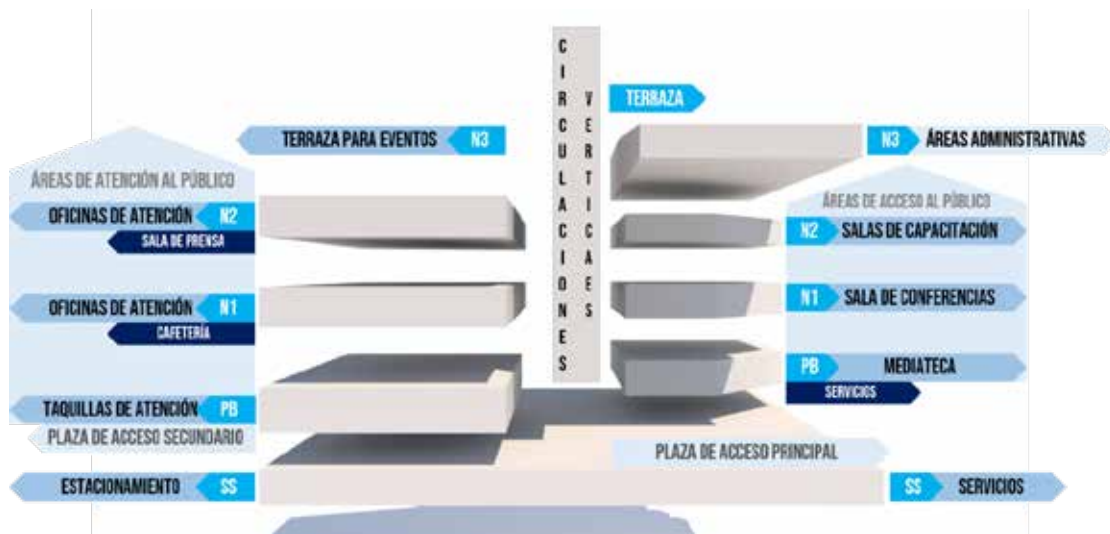 CIRCULACIONES
VERTICAES
TERRAZA
TERRAZA PARA EVENTOS N3
N3 ÁREAS ADMINISTRATIVAS
ÁREAS DE ATENCIÓN AL PÚBLICO
OFICINAS DE ATENCIÓN N2
SALA DE PRENSA
OFICINAS DE ATENCIÓN N1
CAFETERÍA
TAQUILLAS DE ATENCIÓN PB
PLAZA DE ACCESO SECUNDARIO
ESTACIONAMIENTO SS
ÁREAS DE ACCESO AL PÚBLICO
N2 SALAS DE CAPACITACIÓN
N1 SALA DE CONFERENCIAS
PB MEDIATECA
SERVICIOS
PLAZA DE ACCESO PRINCIPAL
SS SERVICIOS